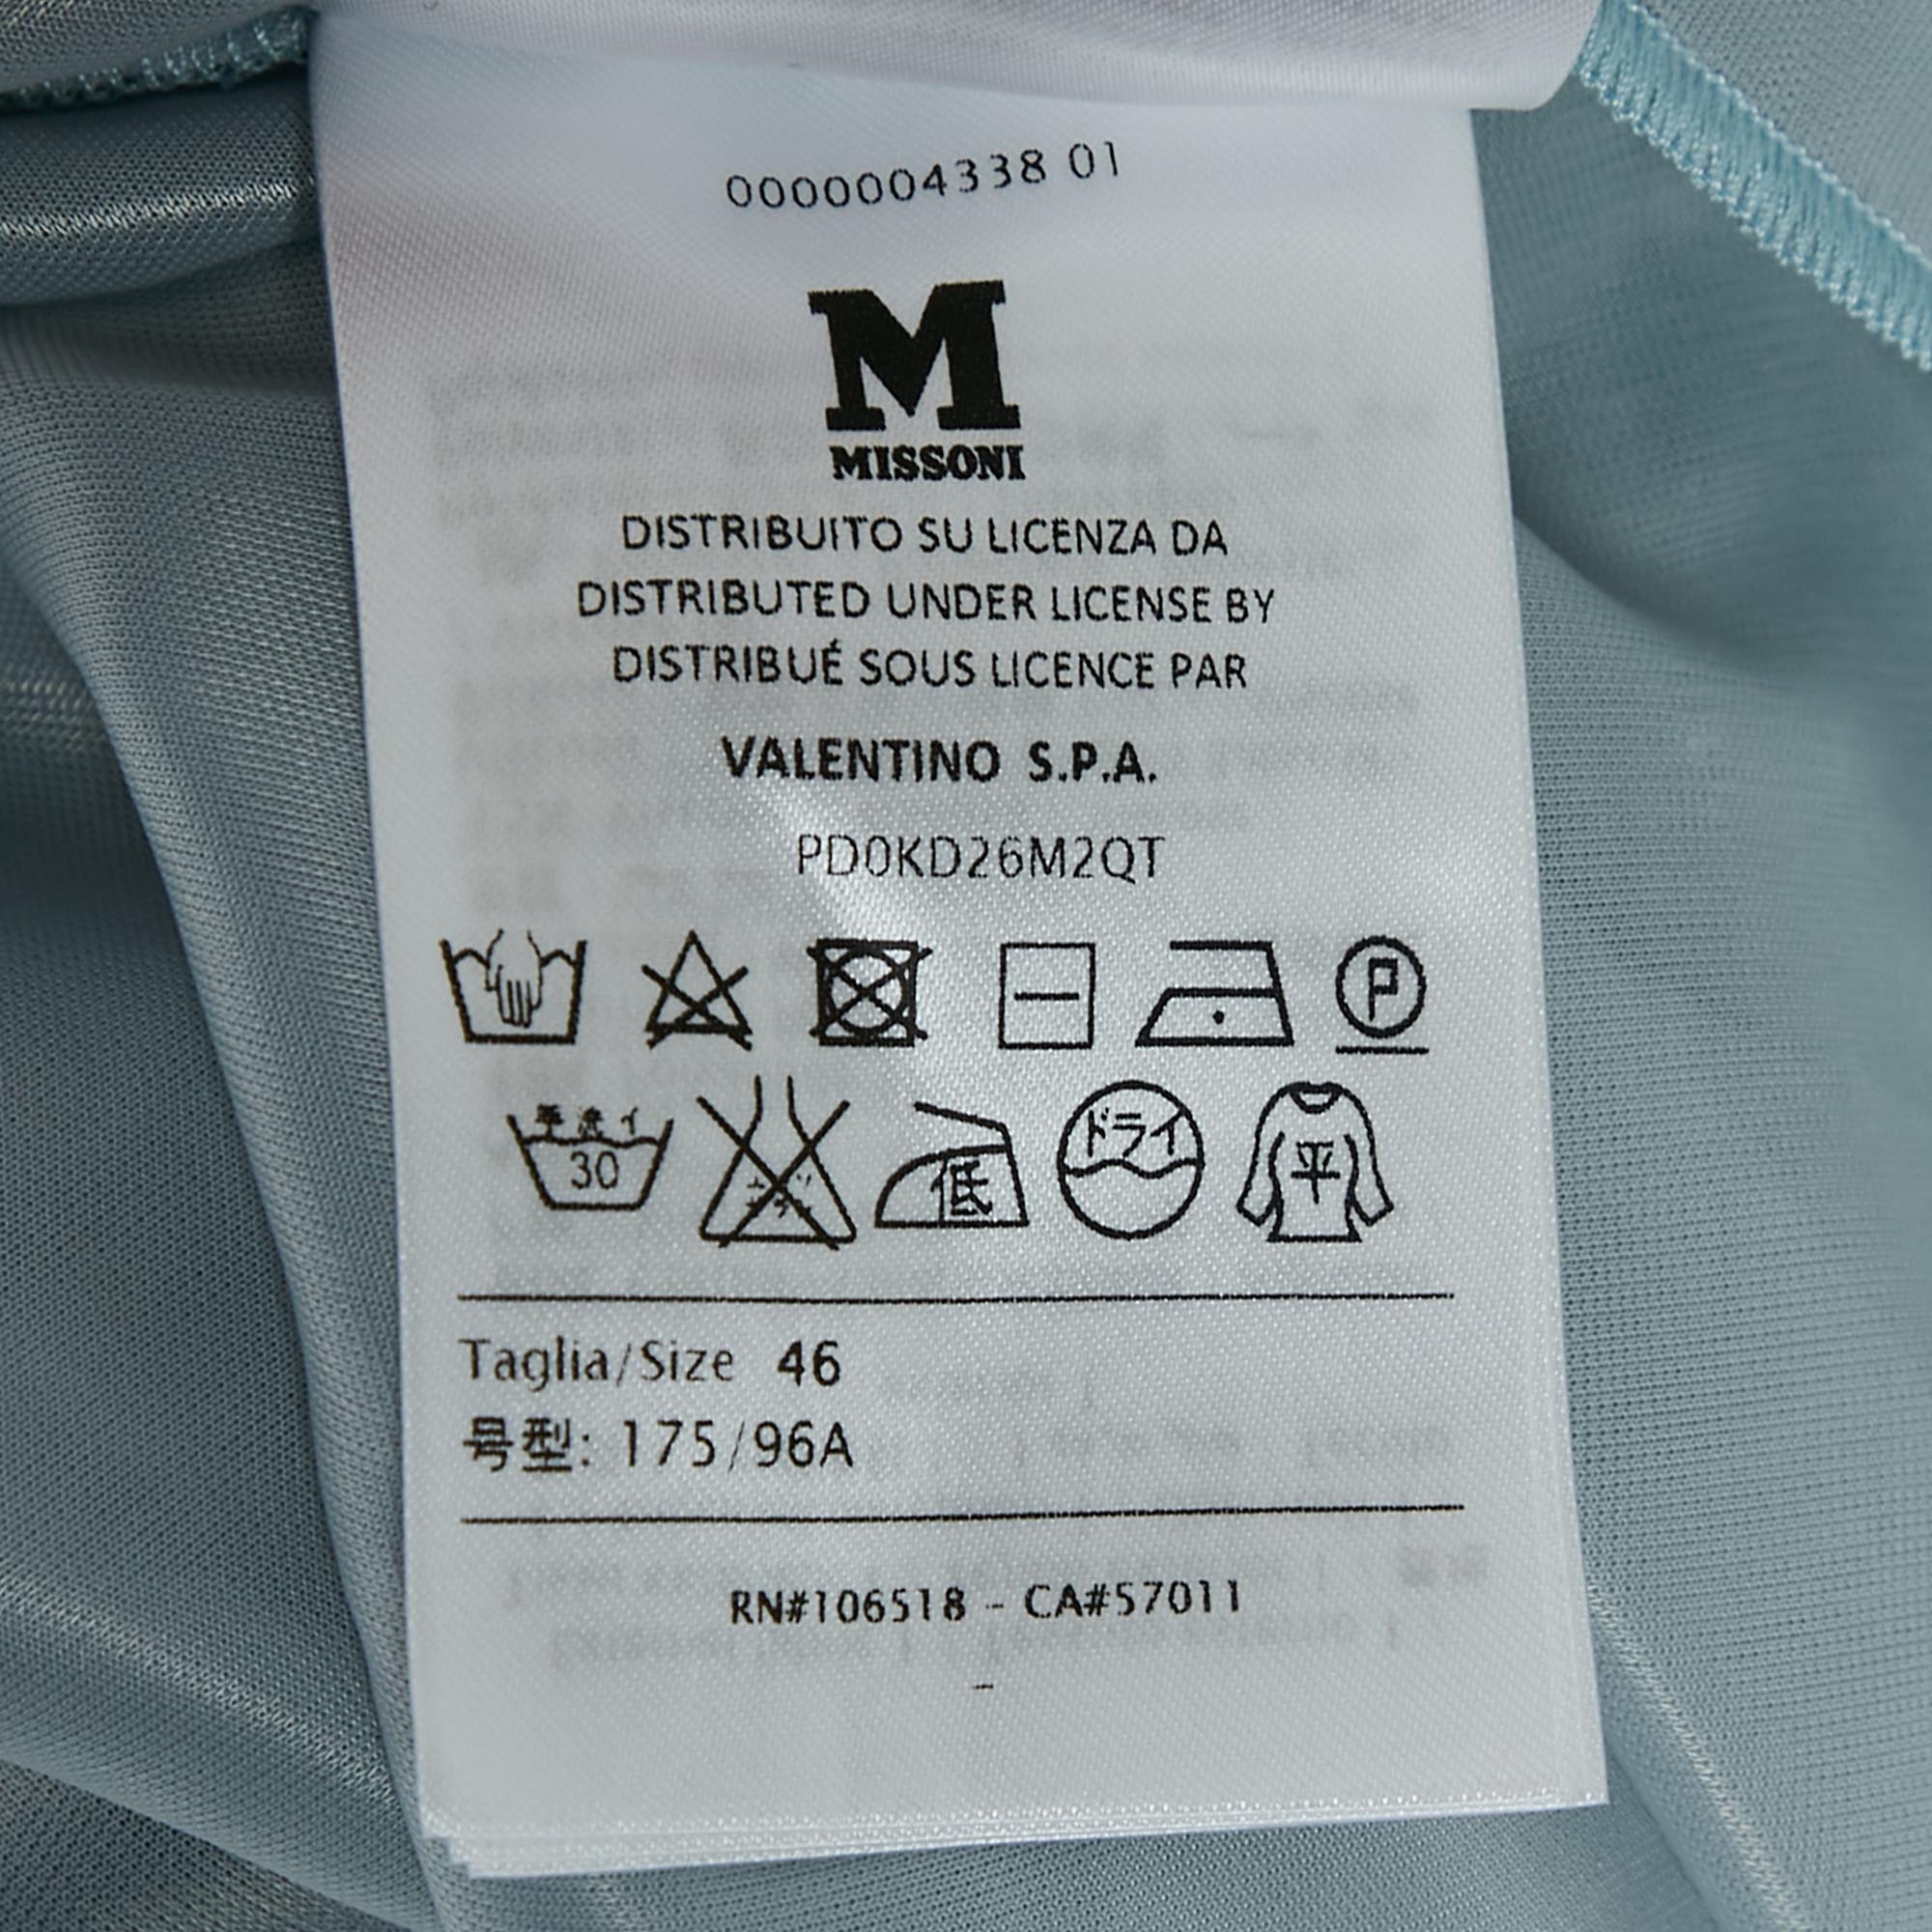 0000004338 01
M
MISSONI
DISTRIBUITO SU LICENZA DA
DISTRIBUTED UNDER LICENSE BY
DISTRIBUÉ SOUS LICENCE PAR
VALENTINO S.P.A.
PD0KD26M2QT
P
手洗イ
30
低
ドライ
平
Taglia/Size 46
号型: 175/96A
RN#106518 - CA#57011
-